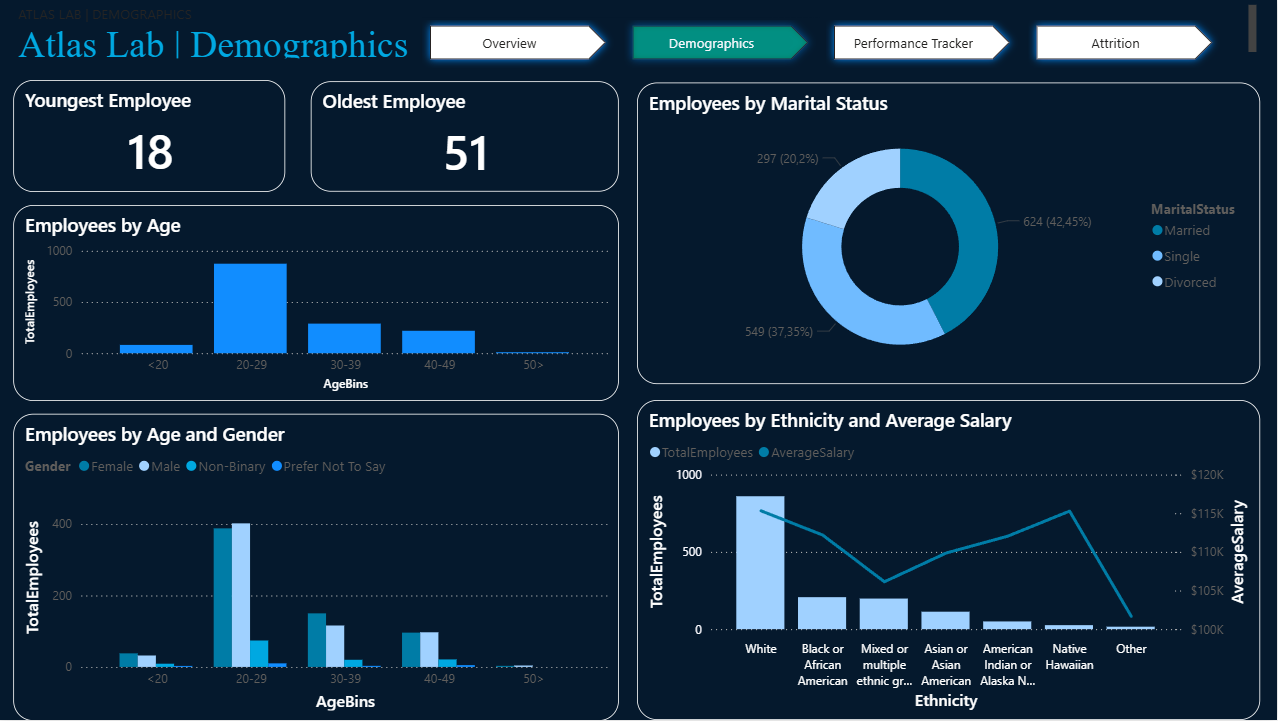 ATLAS LAB | DEMOGRAPHICS
Atlas Lab | Demographics
Overview
Demographics
Performance Tracker
Attrition
Youngest Employee
18
Oldest Employee
51
Employees by Age
TotalEmployees
1000
500
0
<20
20-29
30-39
40-49
50>
AgeBins
Employees by Age and Gender
Gender Female Male Non-Binary Prefer Not To Say
TotalEmployees
400
200
0
<20
20-29
30-39
40-49
50>
AgeBins
Employees by Marital Status
297 (20,2%)
624 (42,45%)
549 (37,35%)
MaritalStatus
Married
Single
Divorced
Employees by Ethnicity and Average Salary
TotalEmployees AverageSalary
TotalEmployees
1000
500
0
$120K
$115K
$110K
$105K
$100K
AverageSalary
White
Black or
African
American
Mixed or
multiple
ethnic gr...
Asian or
Asian
American
American
Indian or
Alaska N...
Native
Hawaiian
Other
Ethnicity